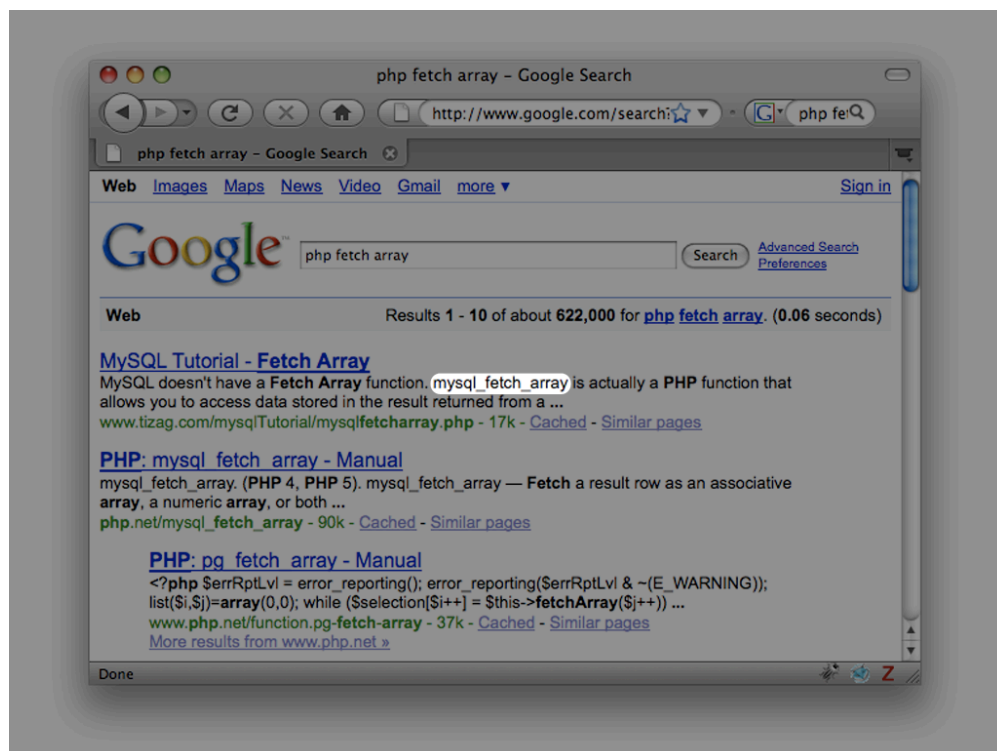 php fetch array – Google Search
http://www.google.com/search?
G php fe
php fetch array – Google Search
Web Images Maps News Video Gmail more ▼ Sign in
Google™ php fetch array Search Advanced Search
Preferences
Web Results 1 - 10 of about 622,000 for php fetch array. (0.06 seconds)
MySQL Tutorial - Fetch Array
MySQL doesn't have a Fetch Array function. mysql_fetch_array is actually a PHP function that
allows you to access data stored in the result returned from a ...
www.tizag.com/mysqlTutorial/mysqlfetcharray.php - 17k - Cached - Similar pages
PHP: mysql_fetch_array - Manual
mysql_fetch_array. (PHP 4, PHP 5). mysql_fetch_array — Fetch a result row as an associative
array, a numeric array, or both ...
php.net/mysql_fetch_array - 90k - Cached - Similar pages
PHP: pg_fetch_array - Manual
<?php $errRptLvl = error_reporting(); error_reporting($errRptLvl & ~(E_WARNING));
list($i,$j)=array(0,0); while ($selection[$i++] = $this->fetchArray($j++)) ...
www.php.net/function.pg-fetch-array - 37k - Cached - Similar pages
More results from www.php.net »
Done Z